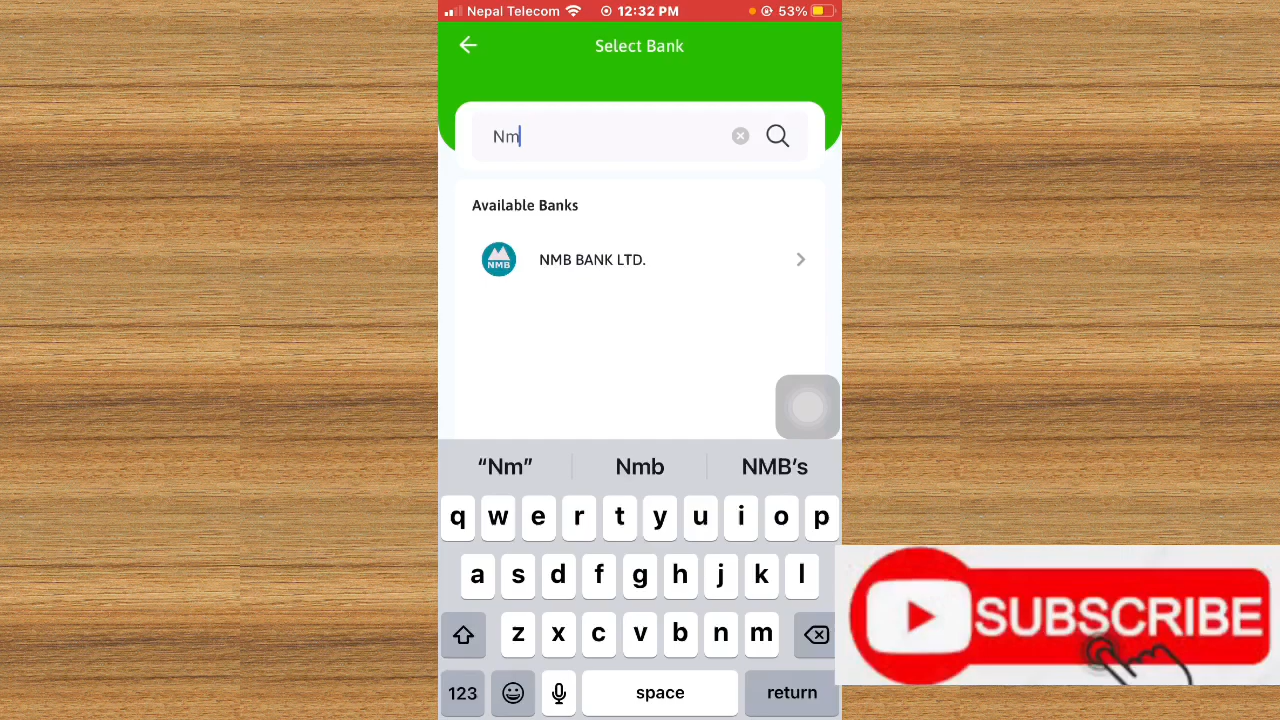 Nepal Telecom 12:32 PM 53%
Select Bank
Nm
Available Banks
NMB
NMB BANK LTD.
“Nm” Nmb NMB’s
q w e r t y u i o p
a s d f g h j k l
z x c v b n m
123 space return
SUBSCRIBE